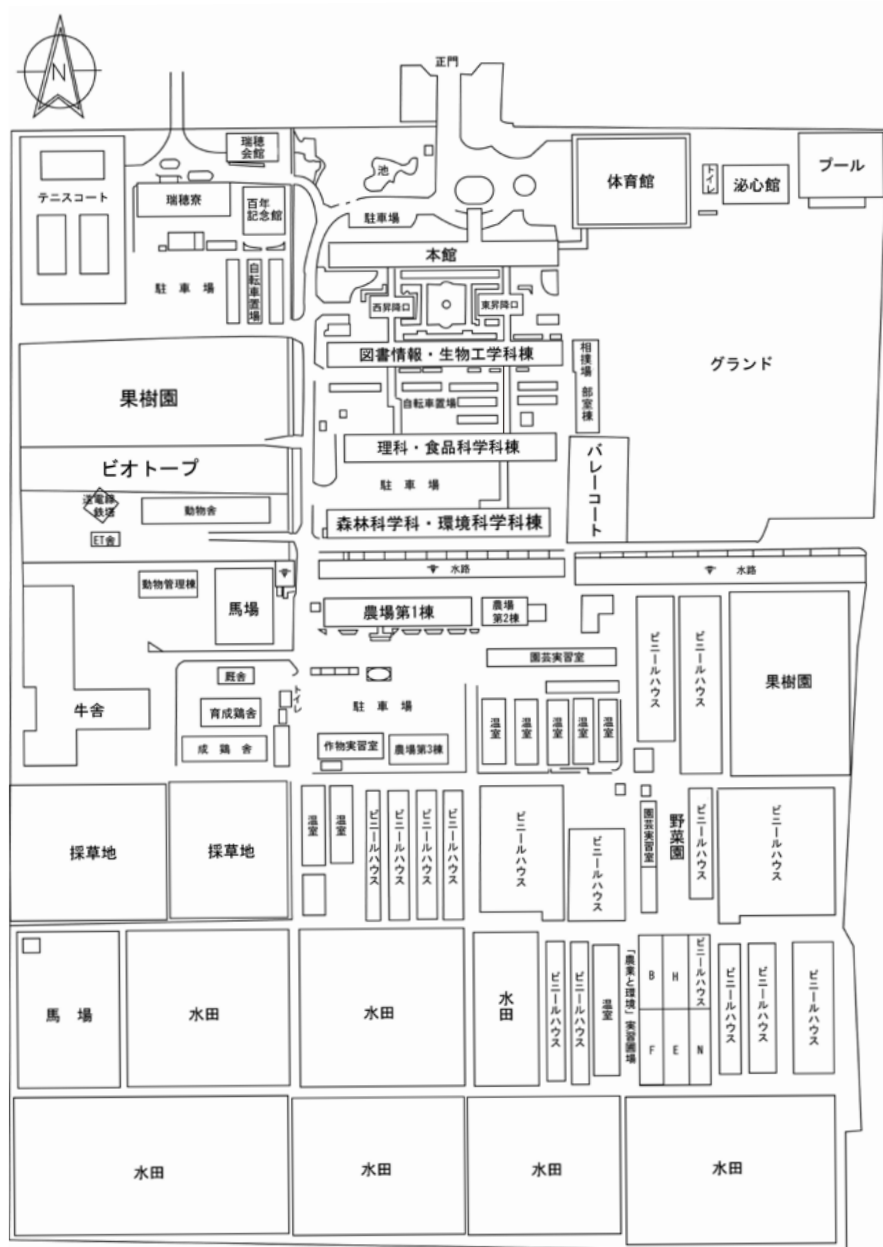 正門
N
瑞穂
会館
池
体育館
トイレ
泌心館
プール
テニスコート
瑞穂寮
百年
記念館
駐車場
本館
駐車場
自転車置場
西昇降口
東昇降口
図書情報・生物工学科棟
相撲場 部室棟
グランド
果樹園
自転車置場
理科・食品科学科棟
バレーコート
ビオトープ
駐車場
送電線
鉄塔
動物舎
森林科学科・環境科学科棟
ET舎
水路
水路
動物管理棟
馬場
農場第1棟
農場
第2棟
ビニールハウス
ビニールハウス
果樹園
園芸実習室
厩舎
トイレ
牛舎
育成鶏舎
駐車場
温室
温室
温室
温室
温室
成鶏舎
作物実習室
農場第3棟
採草地
採草地
温室
温室
ビニールハウス
ビニールハウス
ビニールハウス
ビニールハウス
ビニールハウス
ビニールハウス
園芸実習室
野菜園
ビニールハウス
ビニールハウス
馬場
水田
水田
水田
ビニールハウス
ビニールハウス
温室
「農業と環境」実習圃場
B
H
ビニールハウス
F
E
N
ビニールハウス
ビニールハウス
ビニールハウス
水田
水田
水田
水田